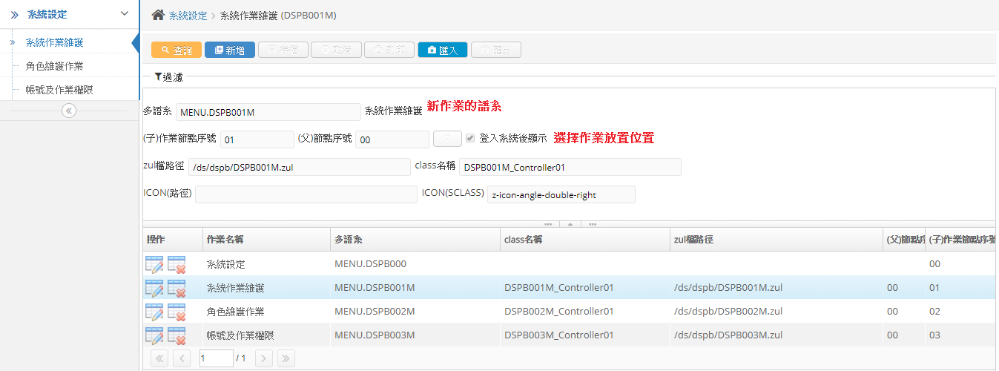 系統設定
系統作業維護
角色維護作業
帳號及作業權限
系統設定 系統作業維護 (DSPB001M)
查詢 新增 存檔 取消 列印 匯入 匯出
過濾
多語系 MENU.DSPB001M 系統作業維護 新作業的語系
(子)作業節點序號 01 (父)節點序號 00 登入系統後顯示 選擇作業放置位置
zul檔路徑 /ds/dspb/DSPB001M.zul class名稱 DSPB001M_Controller01
ICON(路徑) ICON(SCLASS) z-icon-angle-double-right
操作 作業名稱 多語系 class名稱 zul檔路徑 (父)節點序 (子)作業節點序號
系統設定 MENU.DSPB000 00
系統作業維護 MENU.DSPB001M DSPB001M_Controller01 /ds/dspb/DSPB001M.zul 00 01
角色維護作業 MENU.DSPB002M DSPB002M_Controller01 /ds/dspb/DSPB002M.zul 00 02
帳號及作業權限 MENU.DSPB003M DSPB003M_Controller01 /ds/dspb/DSPB003M.zul 00 03
1 / 1